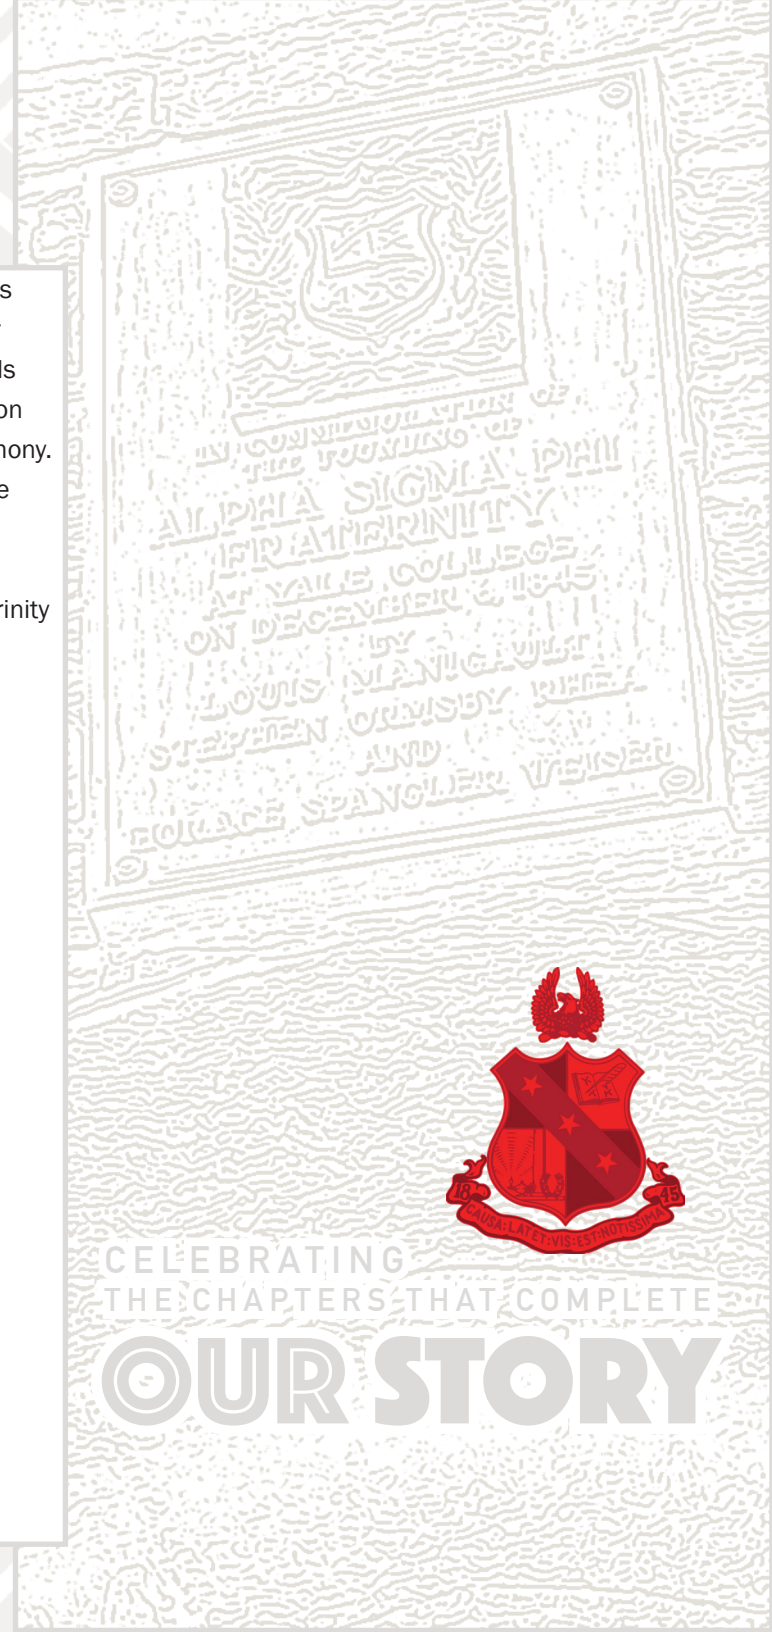 s
ls
on
mony.
e
rinity
IN COMMEMORATION OF
THE FOUNDING OF
ALPHA SIGMA PHI
FRATERNITY
AT YALE COLLEGE
ON DECEMBER 6, 1845
BY
LOUIS MANIGAULT
STEPHEN ORMSBY RHEA
AND
HORACE SPANGLER WEISER
18
45
CAUSA:LATET:VIS:EST:NOTISSIMA
CELEBRATING
THE CHAPTERS THAT COMPLETE
OUR STORY